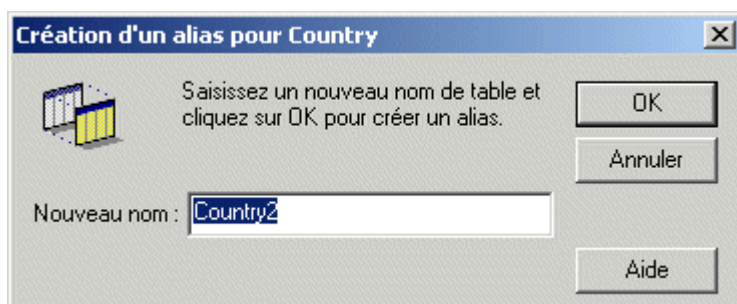 Création d'un alias pour Country
Saisissez un nouveau nom de table et
cliquez sur OK pour créer un alias.
OK
Annuler
Nouveau nom : Country2
Aide